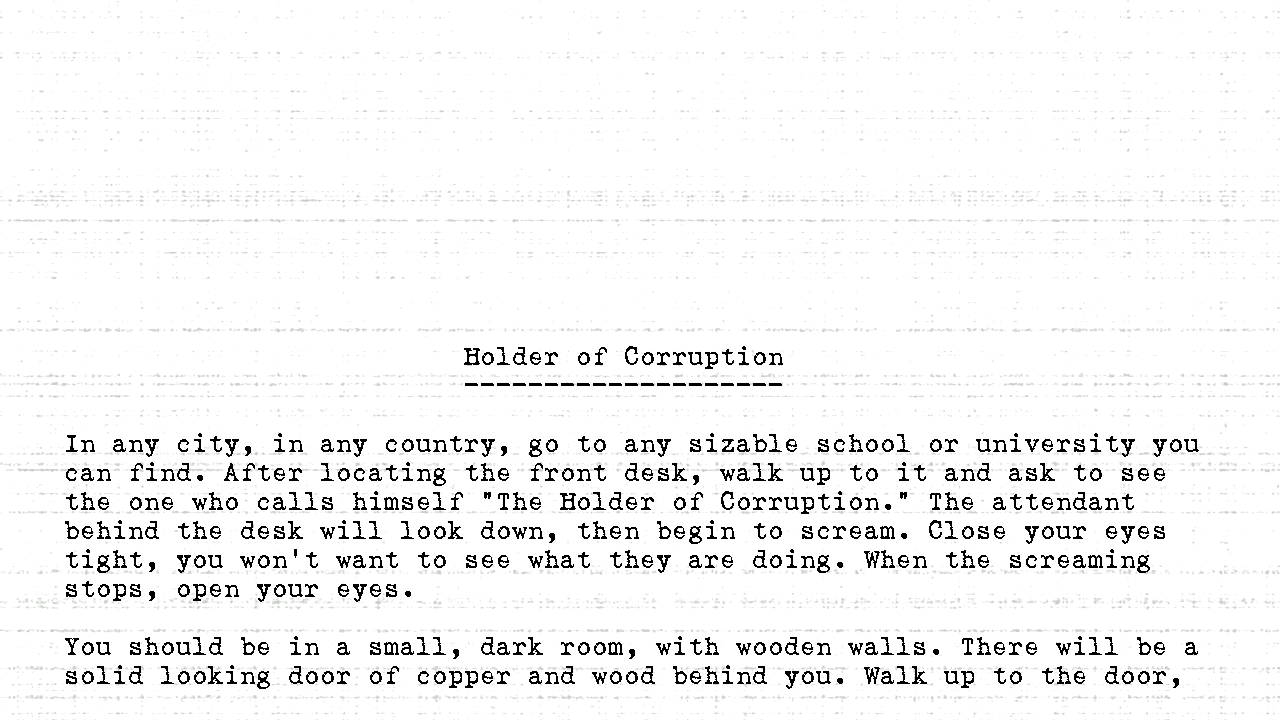 Holder of Corruption
--------------------
In any city, in any country, go to any sizable school or university you
can find. After locating the front desk, walk up to it and ask to see
the one who calls himself "The Holder of Corruption." The attendant
behind the desk will look down, then begin to scream. Close your eyes
tight, you won't want to see what they are doing. When the screaming
stops, open your eyes.
You should be in a small, dark room, with wooden walls. There will be a
solid looking door of copper and wood behind you. Walk up to the door,